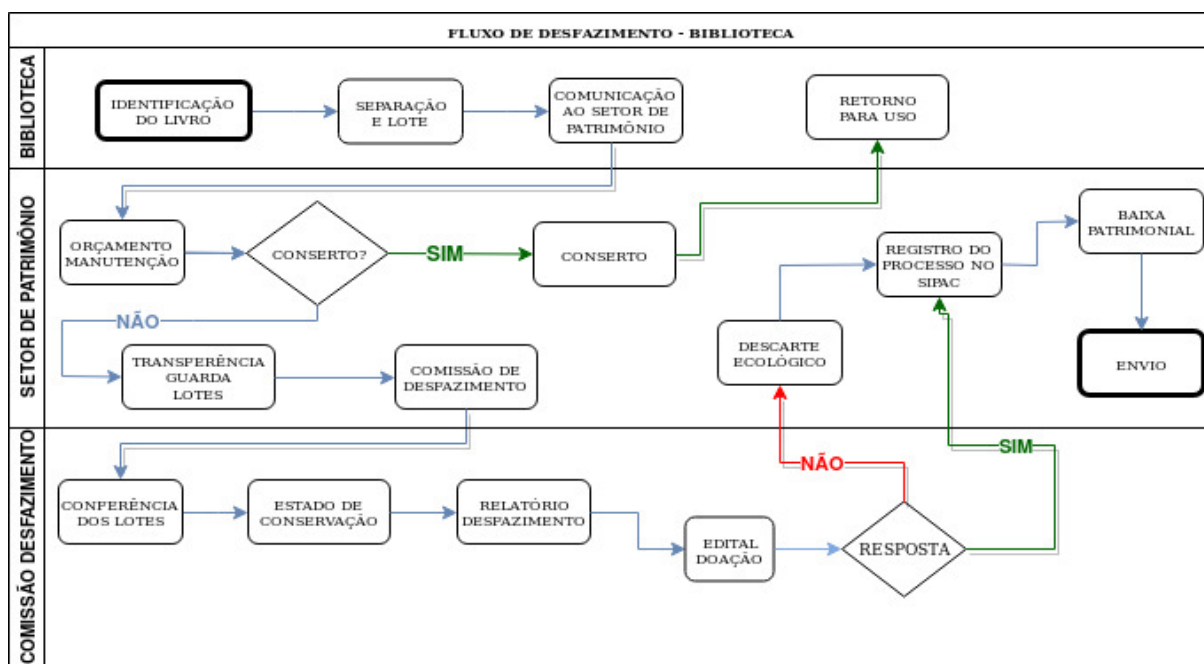 FLUXO DE DESFAZIMENTO - BIBLIOTECA
BIBLIOTECA
IDENTIFICAÇÃO
DO LIVRO
SEPARAÇÃO
E LOTE
COMUNICAÇÃO
AO SETOR DE
PATRIMÔNIO
RETORNO
PARA USO
SETOR DE PATRIMÔNIO
ORÇAMENTO
MANUTENÇÃO
CONSERTO?
SIM
CONSERTO
NÃO
TRANSFERÊNCIA
GUARDA
LOTES
COMISSÃO DE
DESPAZIMENTO
DESCARTE
ECOLÓGICO
REGISTRO DO
PROCESSO NO
SIPAC
BAIXA
PATRIMONIAL
ENVIO
COMISSÃO DESFAZIMENTO
CONFERÊNCIA
DOS LOTES
ESTADO DE
CONSERVAÇÃO
RELATÓRIO
DESFAZIMENTO
EDITAL
DOAÇÃO
RESPOSTA
NÃO
SIM